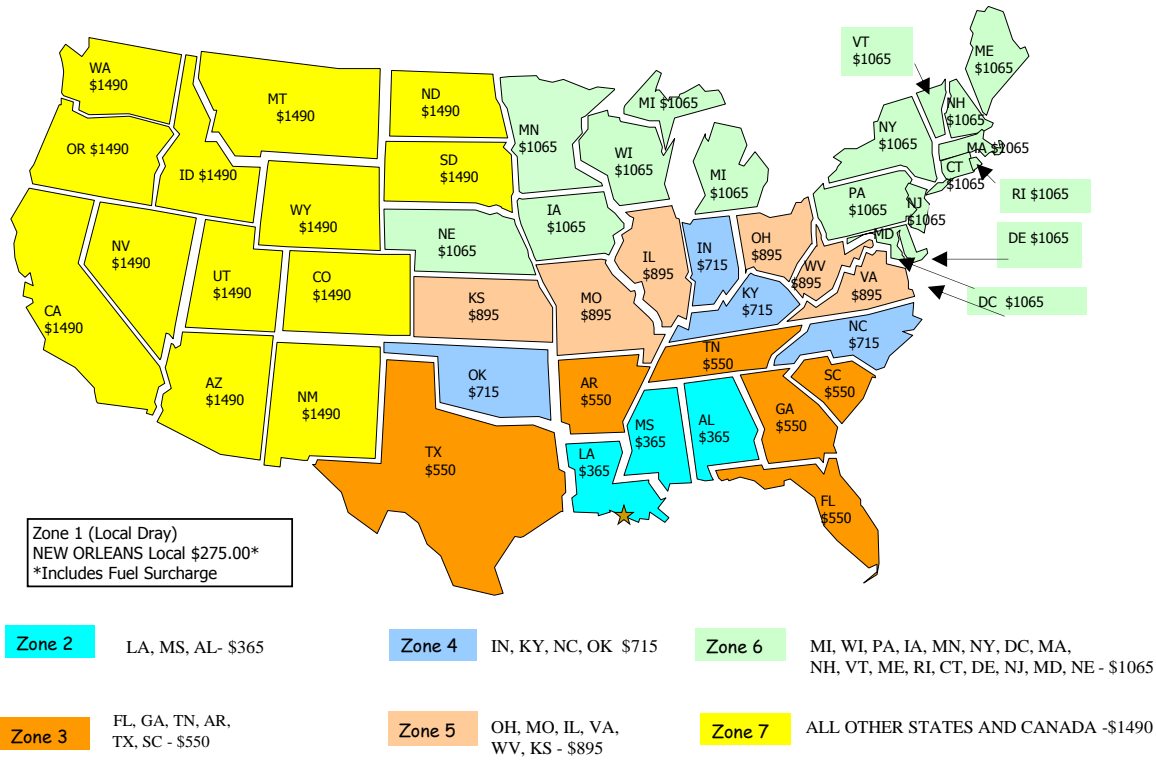 VT
$1065
ME
$1065
WA
$1490
MT
$1490
ND
$1490
MN
$1065
MI $1065
NH
$1065
NY
$1065
OR $1490
MA $1065
ID $1490
SD
$1490
WI
$1065
MI
$1065
CT
$1065
RI $1065
WY
$1490
IA
$1065
PA
$1065
NJ
$1065
NE
$1065
NV
$1490
UT
$1490
CO
$1490
IL
$895
IN
$715
OH
$895
MD
DE $1065
WV
$895
VA
$895
DC $1065
CA
$1490
KS
$895
MO
$895
KY
$715
NC
$715
AZ
$1490
NM
$1490
OK
$715
AR
$550
TN
$550
SC
$550
TX
$550
LA
$365
MS
$365
AL
$365
GA
$550
FL
$550
Zone 1 (Local Dray)
NEW ORLEANS Local $275.00*
*Includes Fuel Surcharge
Zone 2
LA, MS, AL- $365
Zone 4
IN, KY, NC, OK $715
Zone 6
MI, WI, PA, IA, MN, NY, DC, MA,
NH, VT, ME, RI, CT, DE, NJ, MD, NE - $1065
Zone 3
FL, GA, TN, AR,
TX, SC - $550
Zone 5
OH, MO, IL, VA,
WV, KS - $895
Zone 7
ALL OTHER STATES AND CANADA -$1490